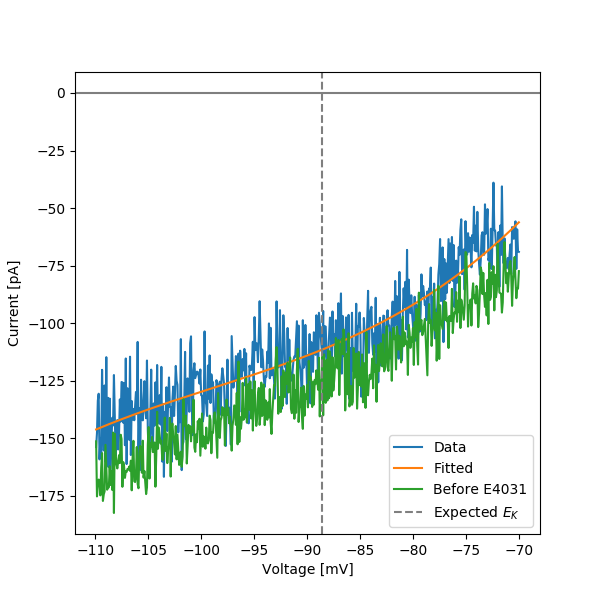 0
−25
−50
−75
−100
−125
−150
−175
Current [pA]
Data
Fitted
Before E4031
Expected E_K
−110
−105
−100
−95
−90
−85
−80
−75
−70
Voltage [mV]